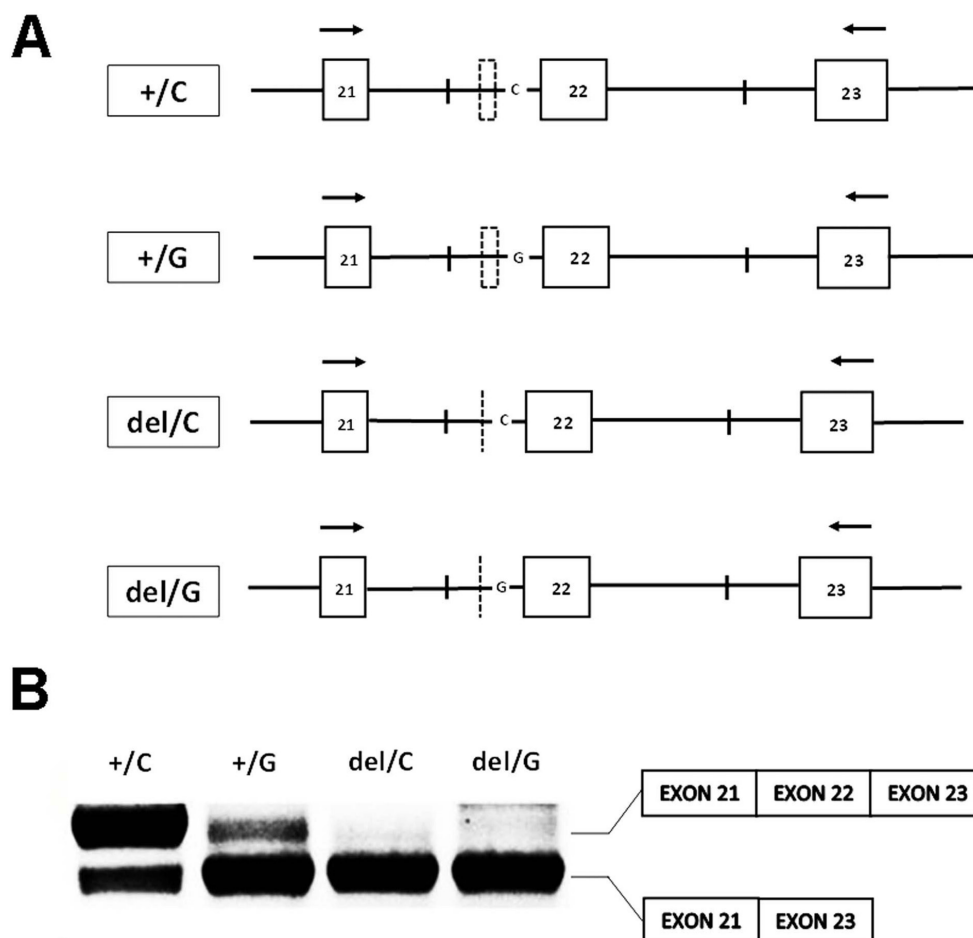 A
+/C
21
C
22
23
+/G
21
G
22
23
del/C
21
C
22
23
del/G
21
G
22
23
B
+/C +/G del/C del/G
EXON 21 EXON 22 EXON 23
EXON 21 EXON 23